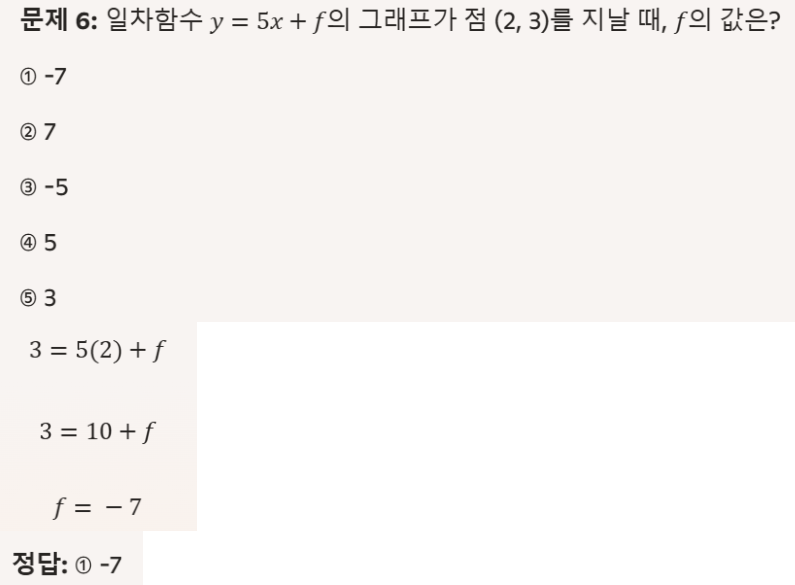 문제 6: 일차함수 y = 5x + f의 그래프가 점 (2, 3)를 지날 때, f의 값은?
① -7
② 7
③ -5
④ 5
⑤ 3
3 = 5(2) + f
3 = 10 + f
f = − 7
정답: ① -7